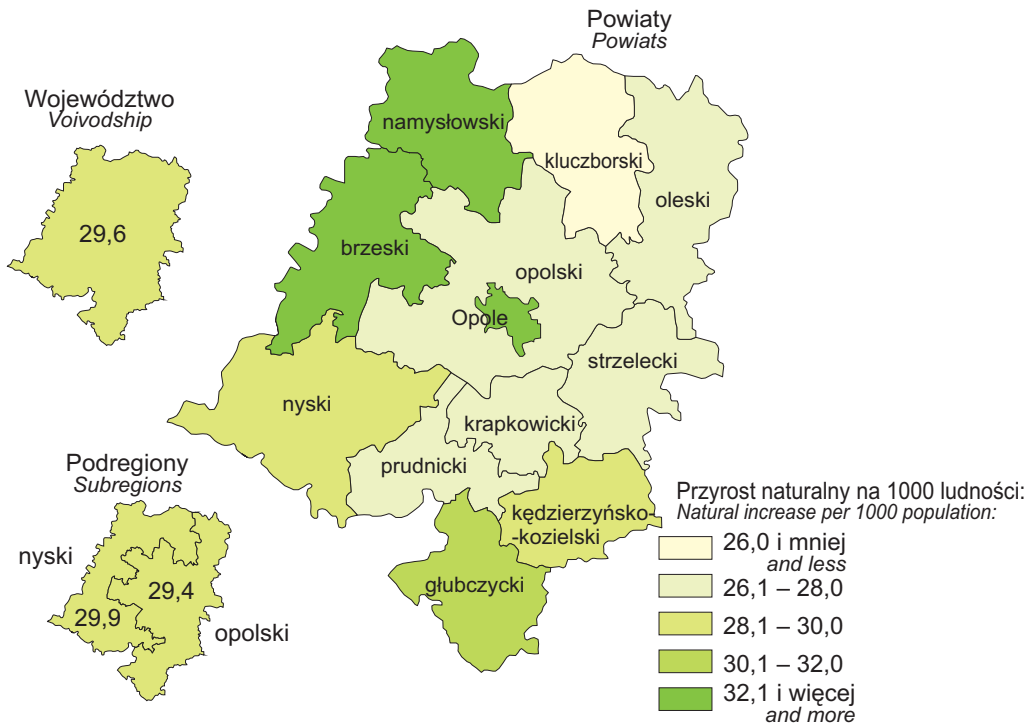 Powiaty
Powiats
Województwo
Voivodship
29,6
namysłowski
kluczborski
oleski
brzeski
opolski
Opole
strzelecki
nyski
krapkowicki
prudnicki
kędzierzyńsko-
-kozielski
głubczycki
Podregiony
Subregions
nyski
29,4
29,9
opolski
Przyrost naturalny na 1000 ludności:
Natural increase per 1000 population:
26,0 i mniej
and less
26,1 – 28,0
28,1 – 30,0
30,1 – 32,0
32,1 i więcej
and more